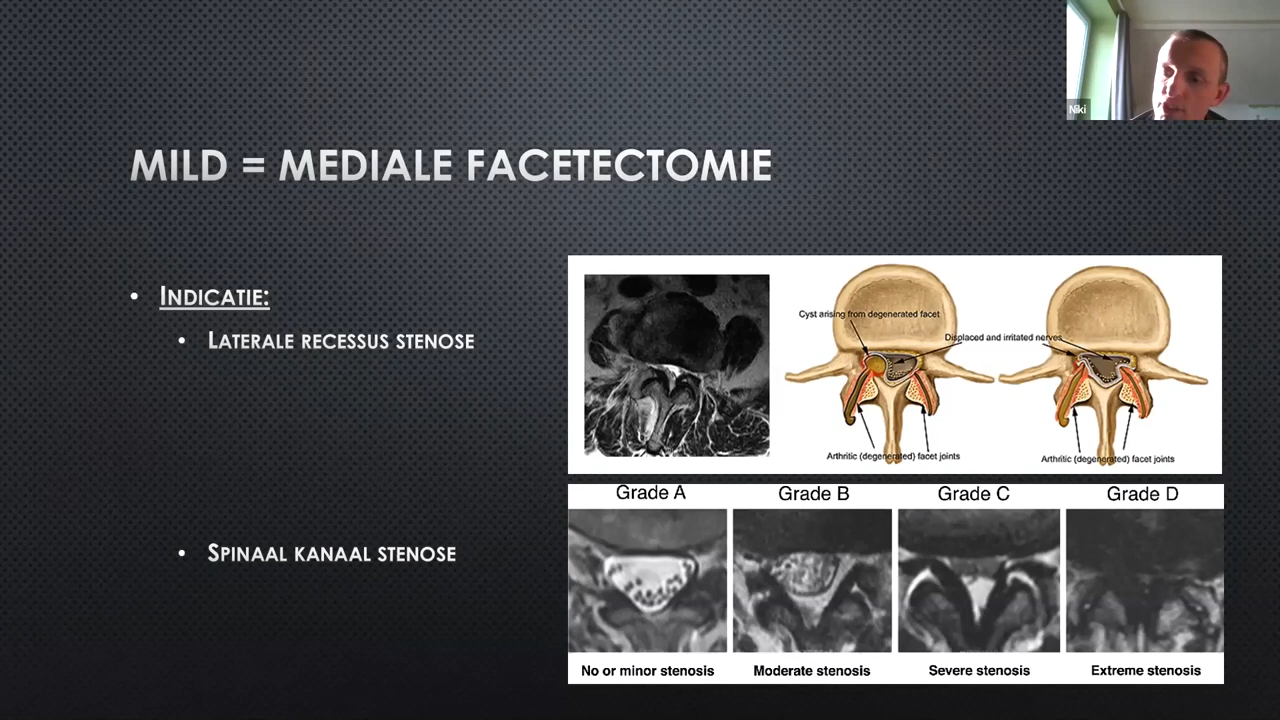 Niki
MILD = MEDIALE FACETECTOMIE
• INDICATIE:
• LATERALE RECESSUS STENOSE
Cyst arising from degenerated facet
Displaced and irritated nerves
Arthritic (degenerated) facet joints
Arthritic (degenerated) facet joints
• SPINAAL KANAAL STENOSE
Grade A Grade B Grade C Grade D
No or minor stenosis Moderate stenosis Severe stenosis Extreme stenosis